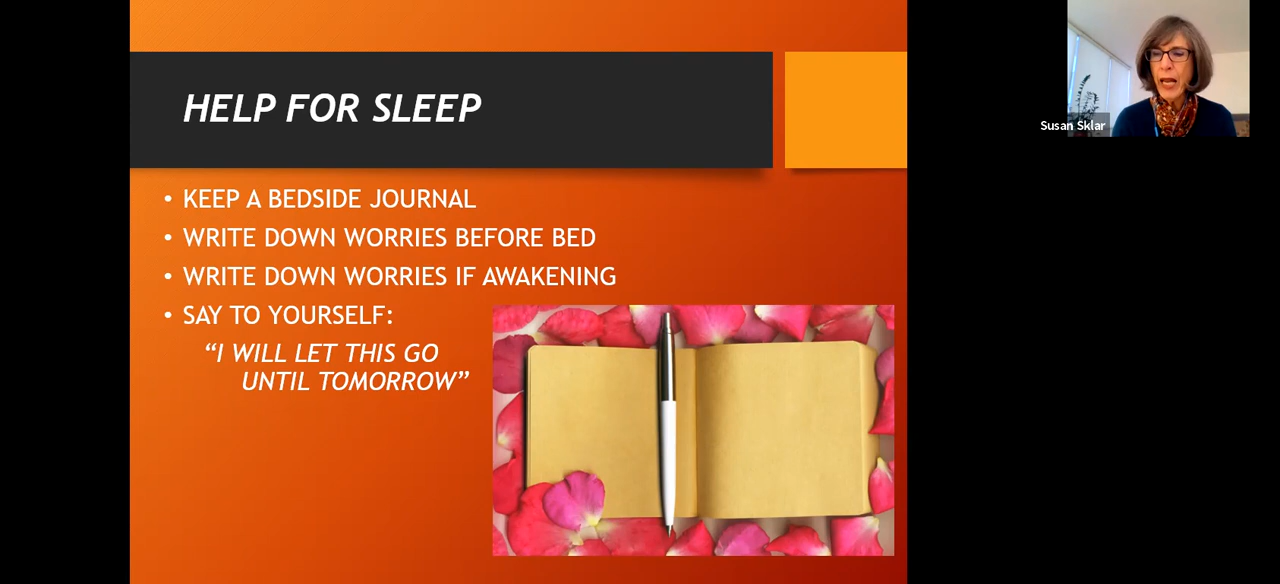 HELP FOR SLEEP
Susan Sklar
• KEEP A BEDSIDE JOURNAL
• WRITE DOWN WORRIES BEFORE BED
• WRITE DOWN WORRIES IF AWAKENING
• SAY TO YOURSELF:
“I WILL LET THIS GO
UNTIL TOMORROW”